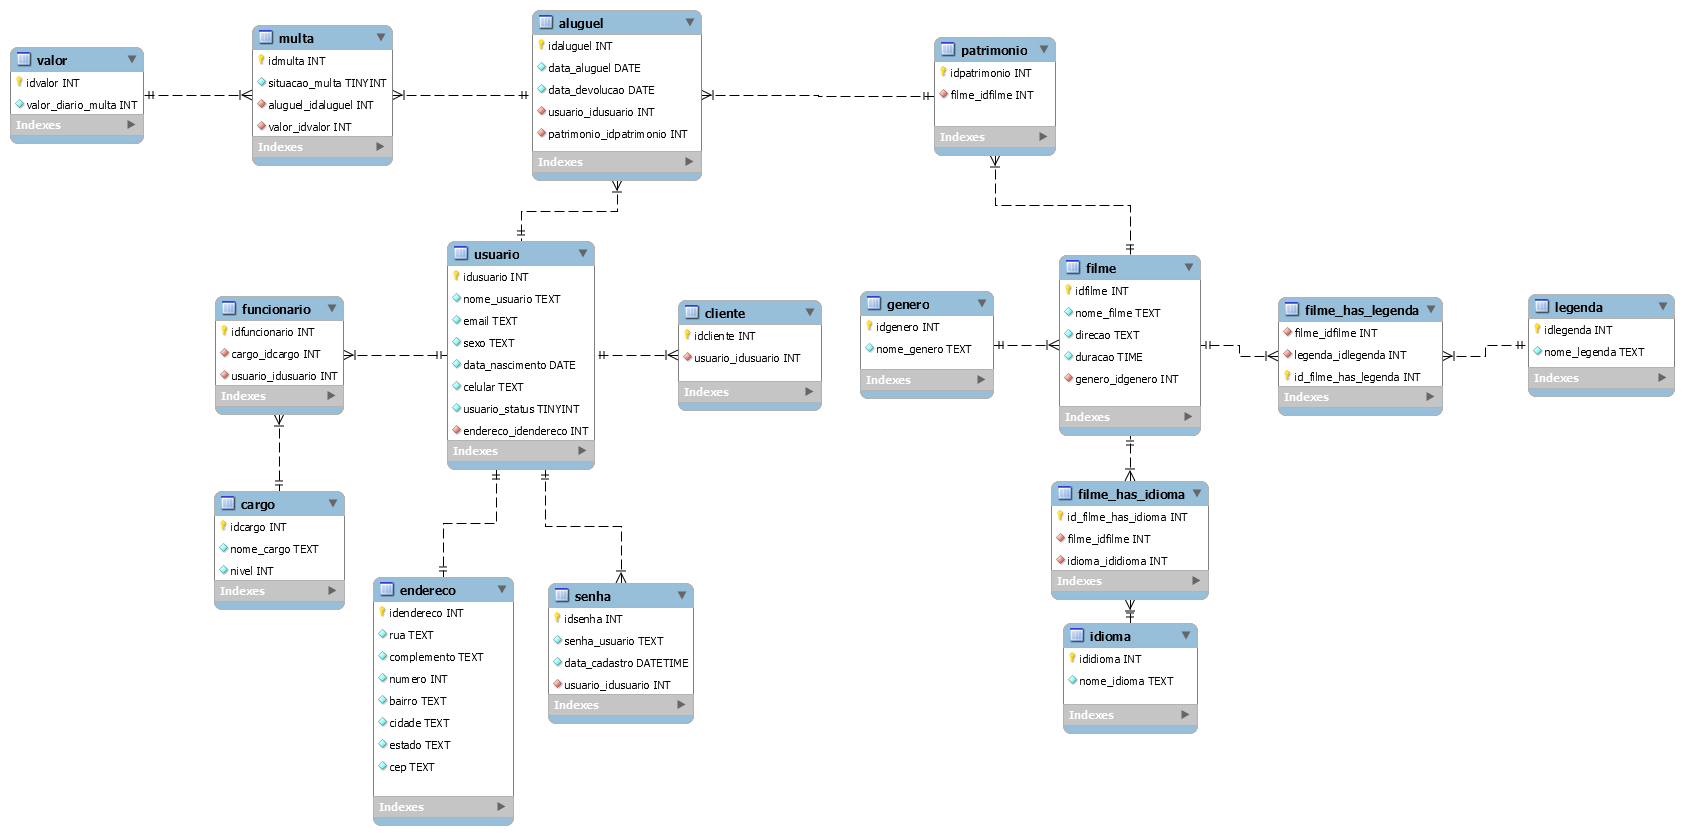 valor
idvalor INT
valor_diario_multa INT
Indexes
multa
idmulta INT
situacao_multa TINYINT
aluguel_idaluguel INT
valor_idvalor INT
Indexes
aluguel
idaluguel INT
data_aluguel DATE
data_devolucao DATE
usuario_idusuario INT
patrimonio_idpatrimonio INT
Indexes
patrimonio
idpatrimonio INT
filme_idfilme INT
Indexes
funcionario
idfuncionario INT
cargo_idcargo INT
usuario_idusuario INT
Indexes
usuario
idusuario INT
nome_usuario TEXT
email TEXT
sexo TEXT
data_nascimento DATE
celular TEXT
usuario_status TINYINT
endereco_idendereco INT
Indexes
cliente
idcliente INT
usuario_idusuario INT
Indexes
genero
idgenero INT
nome_genero TEXT
Indexes
filme
idfilme INT
nome_filme TEXT
direcao TEXT
duracao TIME
genero_idgenero INT
Indexes
filme_has_legenda
filme_idfilme INT
legenda_idlegenda INT
id_filme_has_legenda INT
Indexes
legenda
idlegenda INT
nome_legenda TEXT
Indexes
cargo
idcargo INT
nome_cargo TEXT
nivel INT
Indexes
endereco
idendereco INT
rua TEXT
complemento TEXT
numero INT
bairro TEXT
cidade TEXT
estado TEXT
cep TEXT
Indexes
senha
idsenha INT
senha_usuario TEXT
data_cadastro DATETIME
usuario_idusuario INT
Indexes
filme_has_idioma
id_filme_has_idioma INT
filme_idfilme INT
idioma_ididioma INT
Indexes
idioma
ididioma INT
nome_idioma TEXT
Indexes